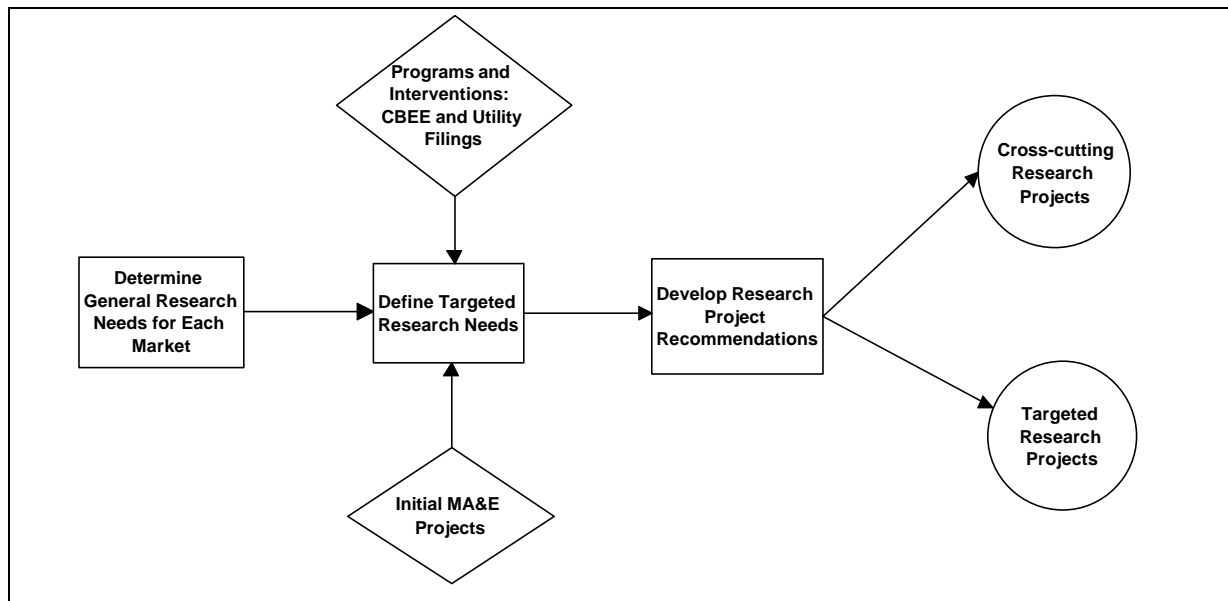 Programs and
Interventions:
CBEE and Utility
Filings
Cross-cutting
Research
Projects
Determine
General Research
Needs for Each
Market
Define Targeted
Research Needs
Develop Research
Project
Recommendations
Targeted
Research
Projects
Initial MA&E
Projects